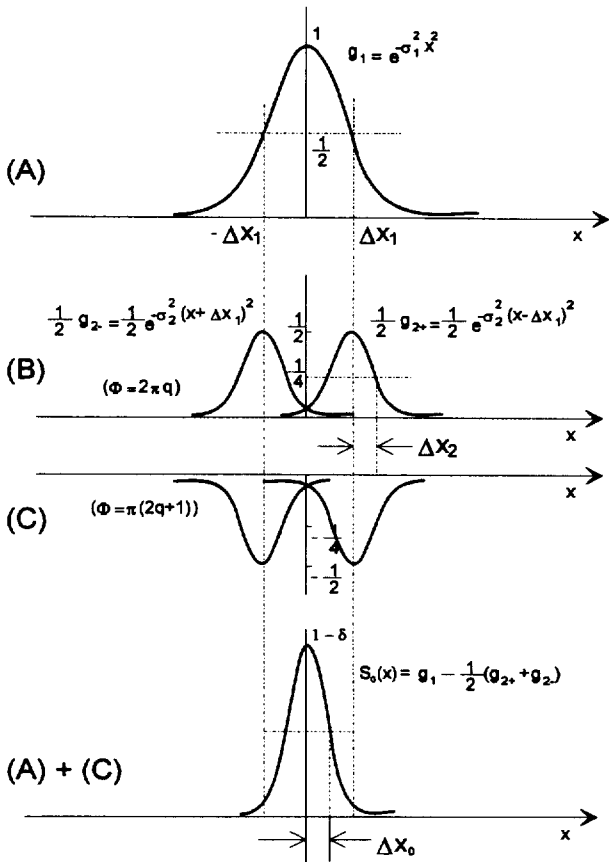 1
g₁ = e^-σ₁²x²
1/2
(A)
-ΔX₁ ΔX₁ x
1/2 g₂₋ = 1/2 e^-σ₂²(x+ΔX₁)² 1/2 1/2 g₂₊ = 1/2 e^-σ₂²(x-ΔX₁)²
(B)
1/4
(Φ=2πq)
x
ΔX₂
x
(C)
(Φ=π(2q+1))
-1/4
-1/2
1-δ
S₀(x) = g₁ - 1/2 (g₂₊ + g₂₋)
(A) + (C)
x
ΔX₀